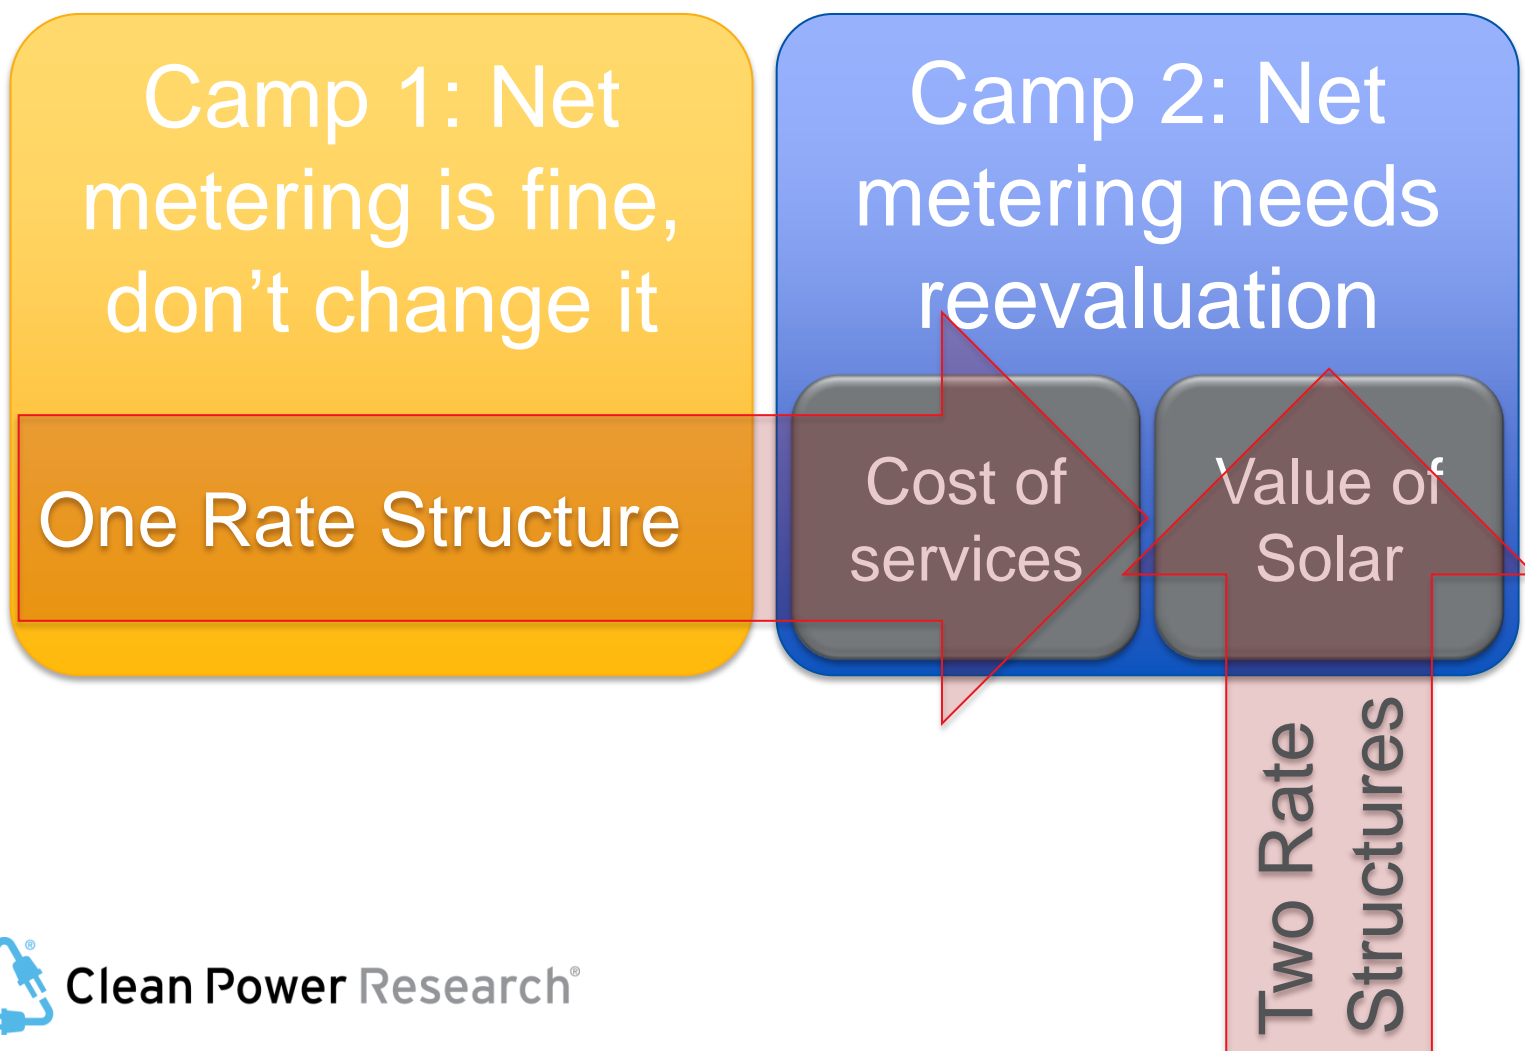 Camp 1: Net
metering is fine,
don’t change it
Camp 2: Net
metering needs
reevaluation
One Rate Structure
Cost of
services
Value of
Solar
Two Rate
Structures
®
Clean Power Research®